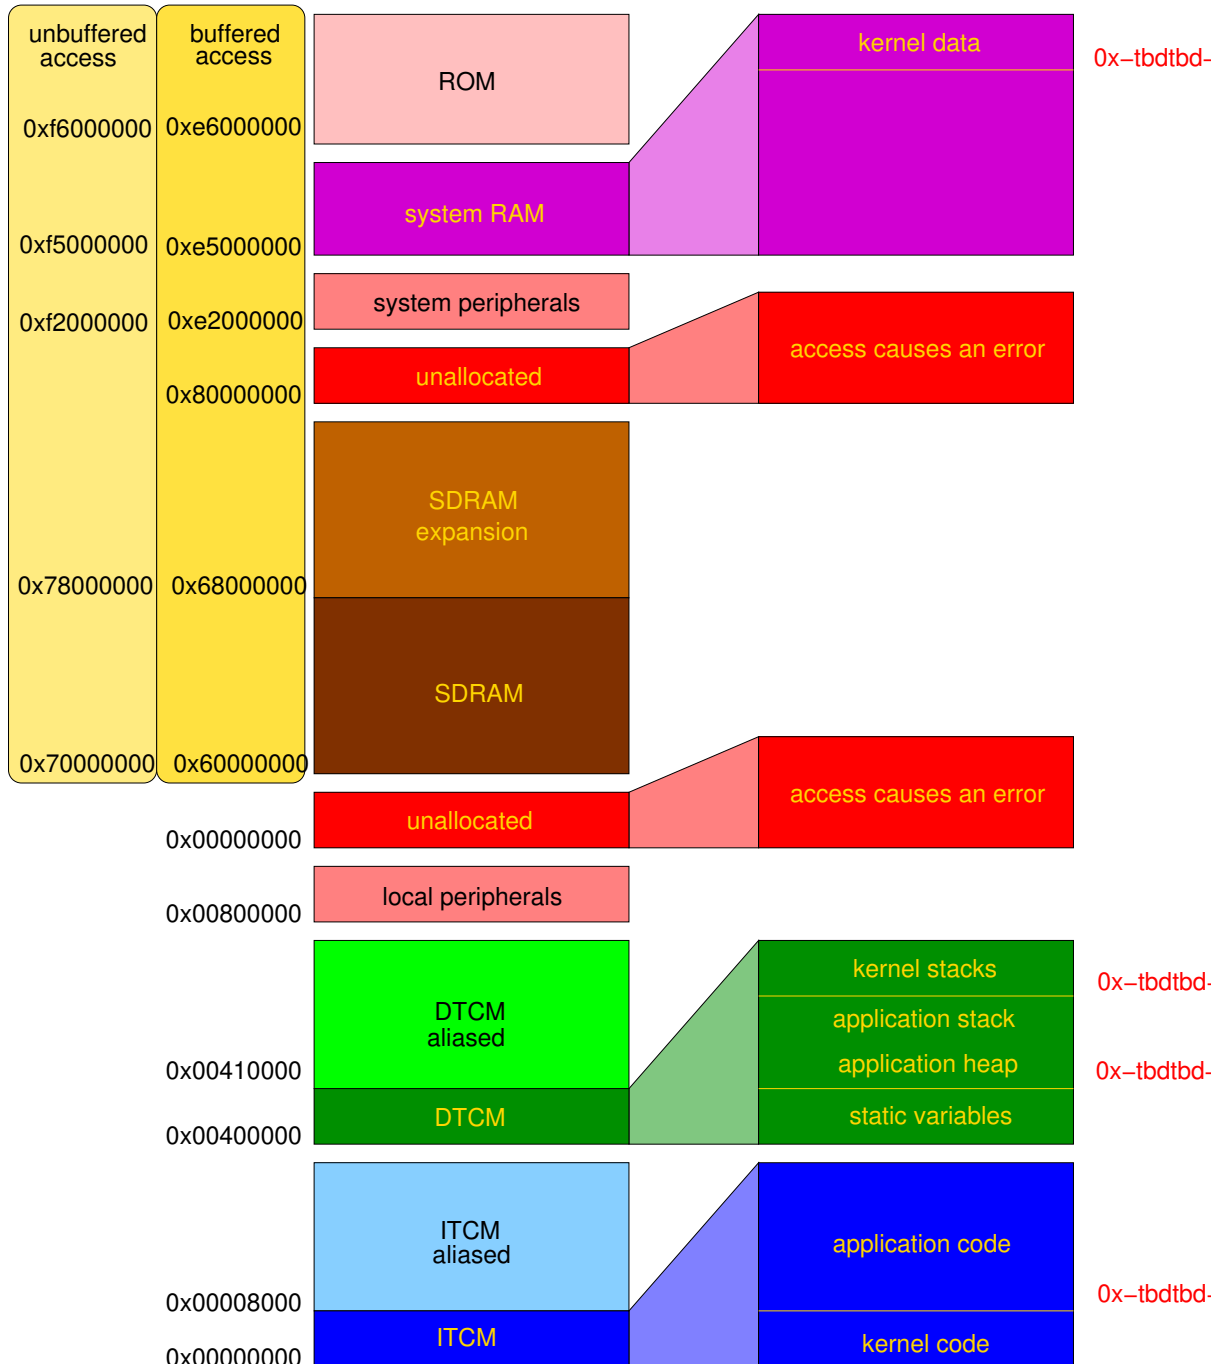 unbuffered
access
buffered
access
ROM
kernel data
0x−tbdtbd-
0xf6000000
0xe6000000
system RAM
0xf5000000
0xe5000000
system peripherals
0xf2000000
0xe2000000
access causes an error
unallocated
0x80000000
SDRAM
expansion
0x78000000
0x68000000
SDRAM
0x70000000
0x60000000
access causes an error
unallocated
0x00000000
local peripherals
0x00800000
kernel stacks
0x−tbdtbd-
DTCM
aliased
application stack
application heap
0x00410000
0x−tbdtbd-
DTCM
static variables
0x00400000
ITCM
aliased
application code
0x00008000
0x−tbdtbd-
ITCM
kernel code
0x00000000